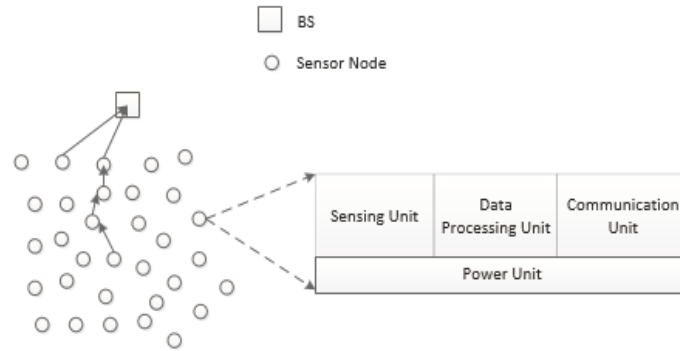 BS
Sensor Node
Sensing Unit
Data
Processing Unit
Communication
Unit
Power Unit